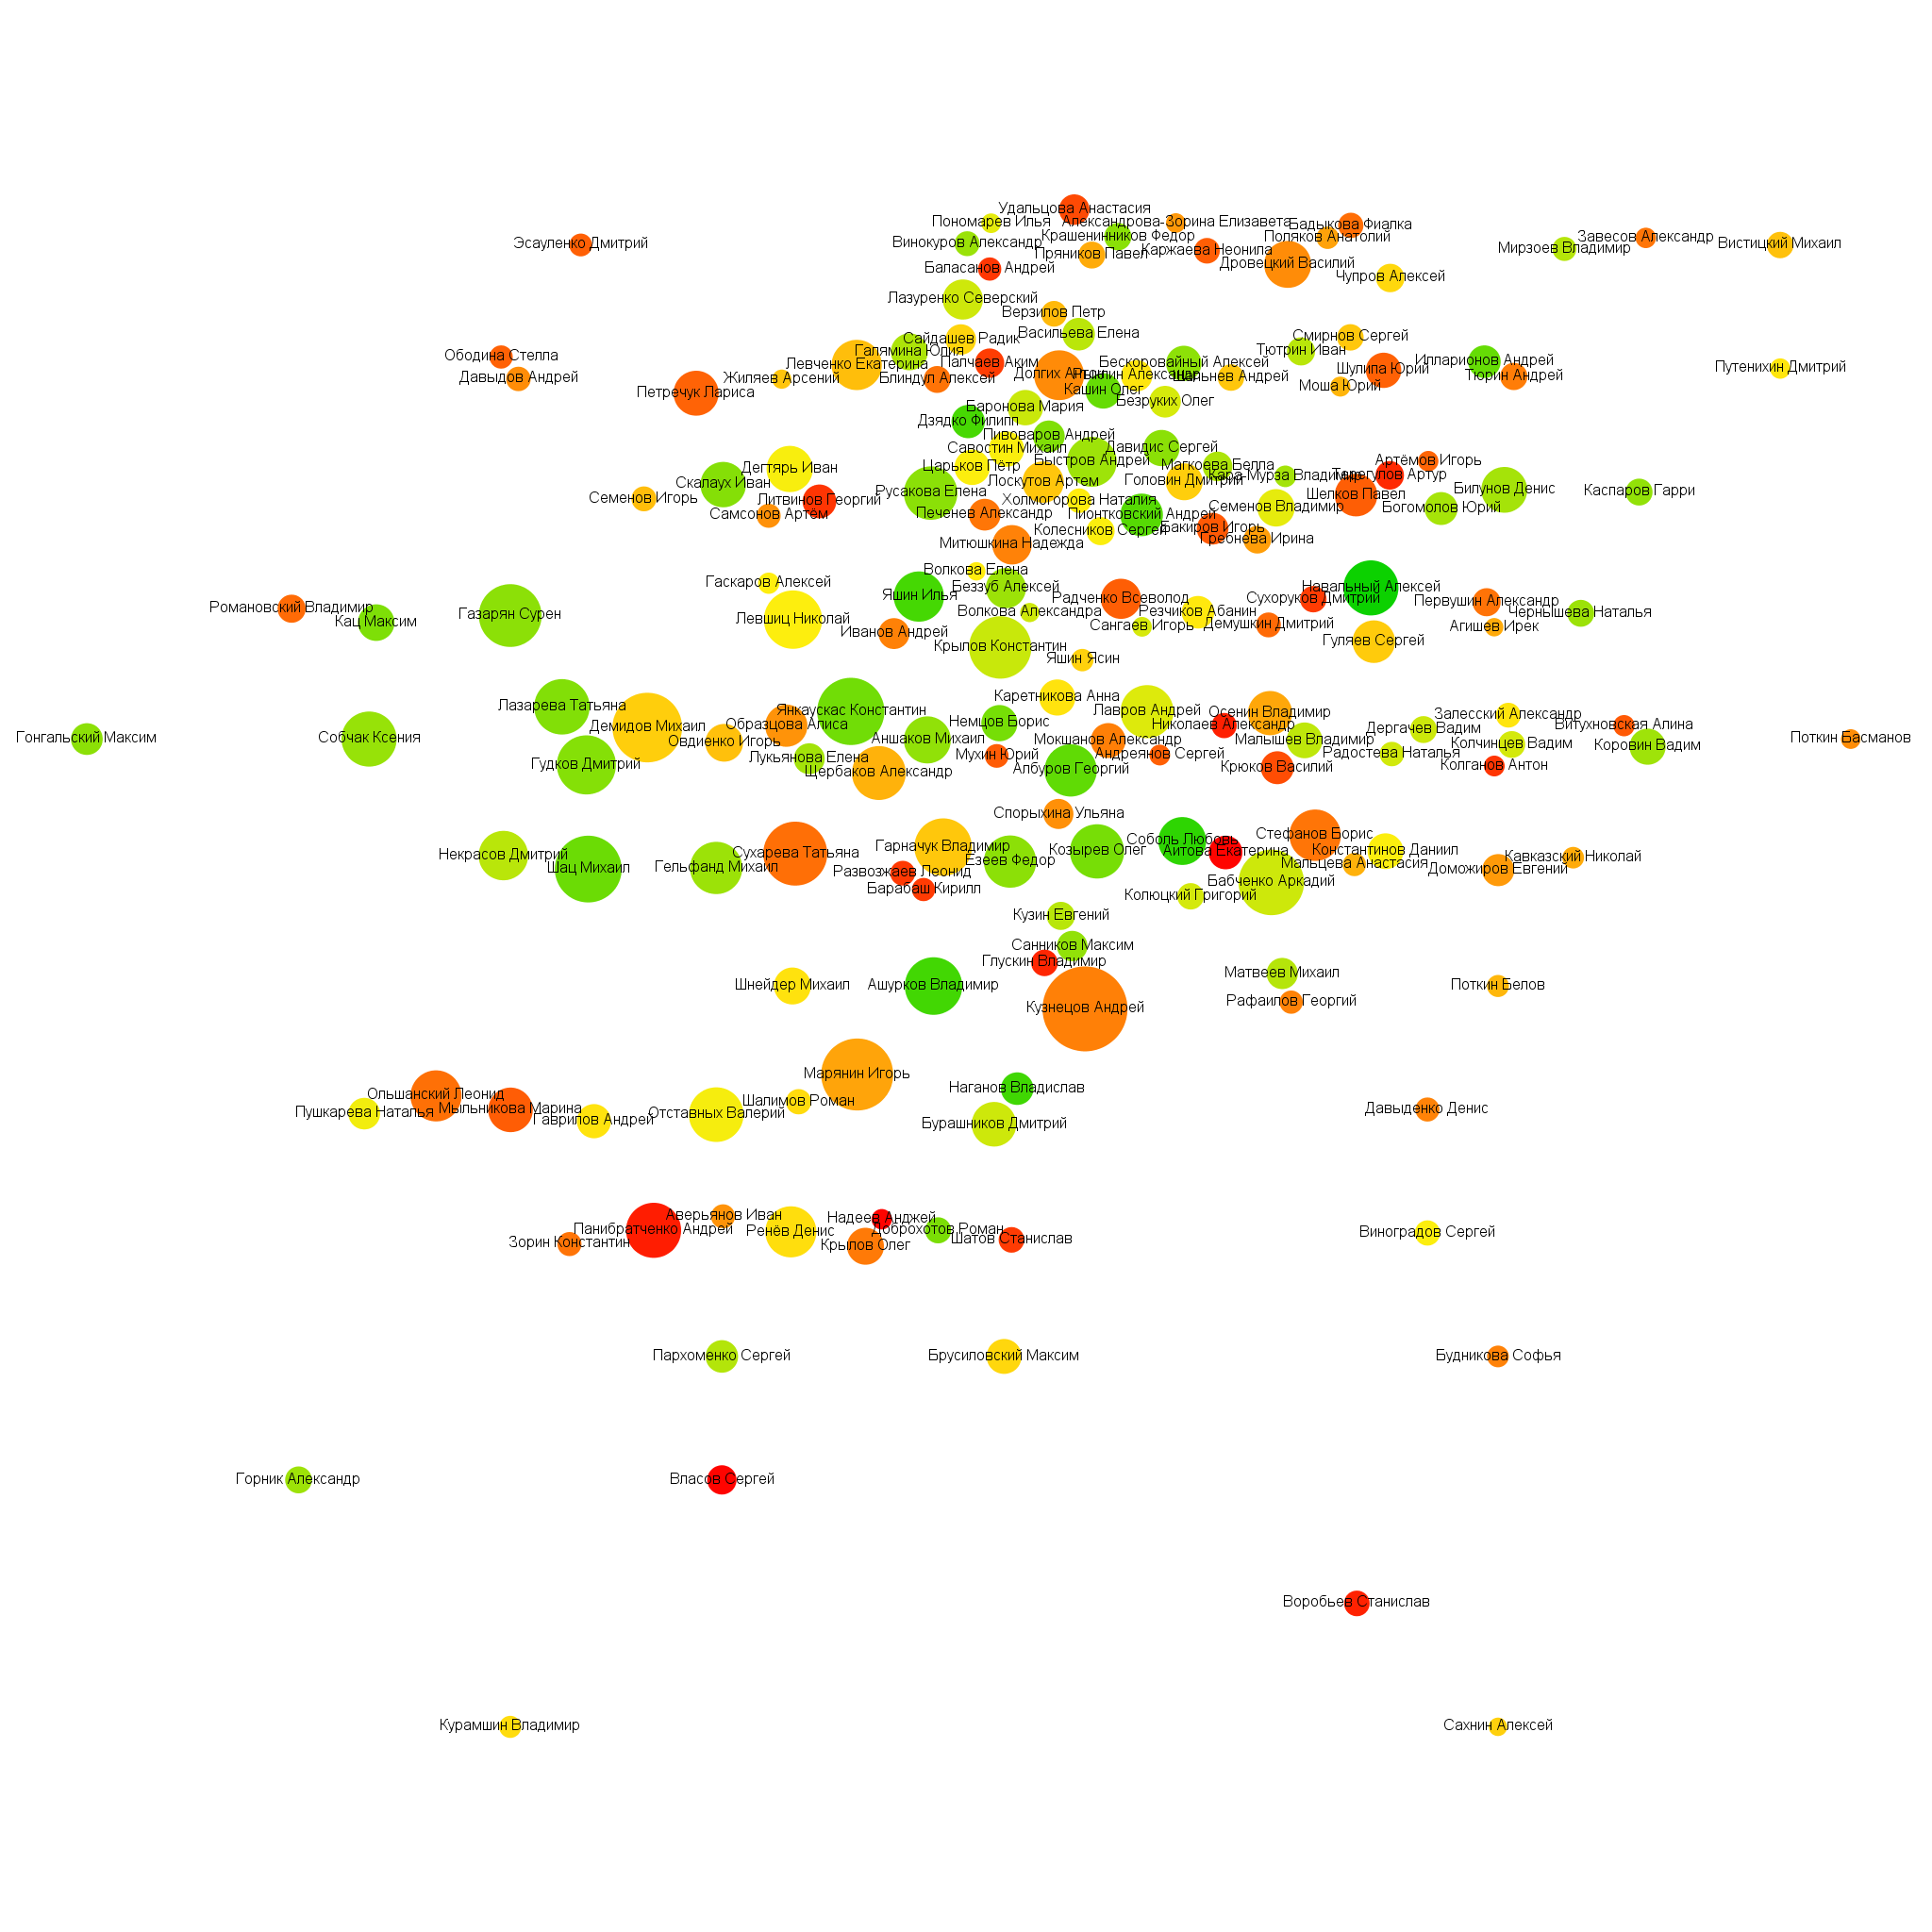 Удальцова Анастасия
Пономарев Илья
Александрова-Зорина Елизавета
Бадыкова Фиалка
Крашенинников Федор
Поляков Анатолий
Завесов Александр
Эсауленко Дмитрий
Винокуров Александр
Вистицкий Михаил
Мирзоев Владимир
Каржаева Неонила
Пряников Павел
Дровецкий Василий
Баласанов Андрей
Чупров Алексей
Лазуренко Северский
Верзилов Петр
Васильева Елена
Смирнов Сергей
Сайдашев Радик
Тютрин Иван
Галямина Юлия
Ободина Стелла
Илларионов Андрей
Левченко Екатерина
Палчаев Аким
Бескоровайный Алексей
Путенихин Дмитрий
Шулипа Юрий
Долгих Антон
Давыдов Андрей
Жиляев Арсений
Блиндул Алексей
Рыклин Александр
Шальнев Андрей
Тюрин Андрей
Моша Юрий
Кашин Олег
Петречук Лариса
Безруких Олег
Баронова Мария
Дзядко Филипп
Пивоваров Андрей
Савостин Михаил
Давидис Сергей
Быстров Андрей
Артёмов Игорь
Царьков Пётр
Магкоева Белла
Дегтярь Иван
Кара-Мурза Владимир
Терегулов Артур
Головин Дмитрий
Лоскутов Артем
Скалаух Иван
Билунов Денис
Каспаров Гарри
Русакова Елена
Шелков Павел
Семенов Игорь
Литвинов Георгий
Холмогорова Наталия
Семенов Владимир
Богомолов Юрий
Самсонов Артём
Печенев Александр
Пионтковский Андрей
Бакиров Игорь
Колесников Сергей
Гребнева Ирина
Митюшкина Надежда
Волкова Елена
Гаскаров Алексей
Беззуб Алексей
Навальный Алексей
Яшин Илья
Радченко Всеволод
Сухоруков Дмитрий
Первушин Александр
Романовский Владимир
Волкова Александра
Резчиков Абанин
Чернышева Наталья
Газарян Сурен
Кац Максим
Левшиц Николай
Сангаев Игорь
Демушкин Дмитрий
Агишев Ирек
Иванов Андрей
Гуляев Сергей
Крылов Константин
Яшин Ясин
Каретникова Анна
Лазарева Татьяна
Янкаускас Константин
Лавров Андрей
Осенин Владимир
Залесский Александр
Демидов Михаил
Образцова Алиса
Немцов Борис
Николаев Александр
Витухновская Алина
Дергачев Вадим
Гонгальский Максим
Собчак Ксения
Овдиенко Игорь
Аншаков Михаил
Мокшанов Александр
Малышев Владимир
Колчинцев Вадим
Коровин Вадим
Поткин Басманов
Лукьянова Елена
Мухин Юрий
Андреянов Сергей
Радостева Наталья
Гудков Дмитрий
Щербаков Александр
Албуров Георгий
Крюков Василий
Колганов Антон
Спорыхина Ульяна
Стефанов Борис
Соболь Любовь
Гарначук Владимир
Некрасов Дмитрий
Сухарева Татьяна
Козырев Олег
Аитова Екатерина
Константинов Даниил
Кавказский Николай
Езеев Федор
Мальцева Анастасия
Шац Михаил
Гельфанд Михаил
Развозжаев Леонид
Доможиров Евгений
Бабченко Аркадий
Барабаш Кирилл
Колюцкий Григорий
Кузин Евгений
Санников Максим
Глускин Владимир
Матвеев Михаил
Шнейдер Михаил
Ашурков Владимир
Поткин Белов
Рафаилов Георгий
Кузнецов Андрей
Марянин Игорь
Наганов Владислав
Ольшанский Леонид
Шалимов Роман
Мыльникова Марина
Давыденко Денис
Пушкарева Наталья
Отставных Валерий
Гаврилов Андрей
Бурашников Дмитрий
Аверьянов Иван
Надеев Анджей
Панибратченко Андрей
Доброхотов Роман
Ренёв Денис
Виноградов Сергей
Шатов Станислав
Зорин Константин
Крылов Олег
Пархоменко Сергей
Брусиловский Максим
Будникова Софья
Горник Александр
Власов Сергей
Воробьев Станислав
Курамшин Владимир
Сахнин Алексей